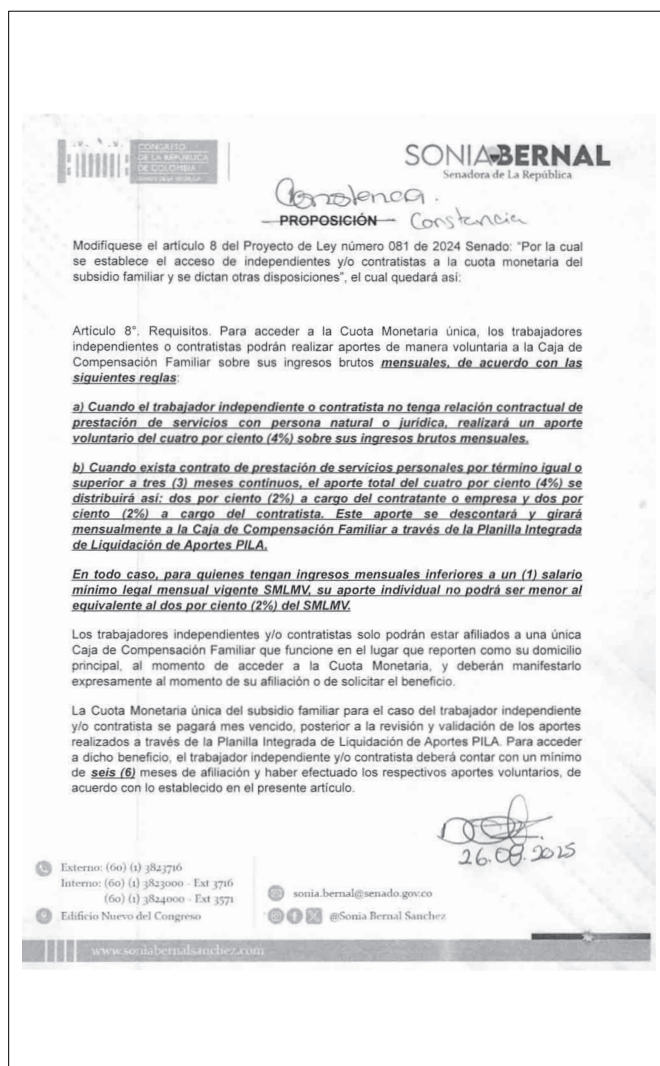 CONGRESO
DE LA REPÚBLICA
DE COLOMBIA
SONIA BERNAL
Senadora de La República
Constancia.
PROPOSICIÓN Constancia
Modifíquese el artículo 8 del Proyecto de Ley número 081 de 2024 Senado: "Por la cual
se establece el acceso de independientes y/o contratistas a la cuota monetaria del
subsidio familiar y se dictan otras disposiciones", el cual quedará así:
Artículo 8°. Requisitos. Para acceder a la Cuota Monetaria única, los trabajadores
independientes o contratistas podrán realizar aportes de manera voluntaria a la Caja de
Compensación Familiar sobre sus ingresos brutos mensuales, de acuerdo con las
siguientes reglas:
a) Cuando el trabajador independiente o contratista no tenga relación contractual de
prestación de servicios con persona natural o jurídica, realizará un aporte
voluntario del cuatro por ciento (4%) sobre sus ingresos brutos mensuales.
b) Cuando exista contrato de prestación de servicios personales por término igual o
superior a tres (3) meses continuos, el aporte total del cuatro por ciento (4%) se
distribuirá así: dos por ciento (2%) a cargo del contratante o empresa y dos por
ciento (2%) a cargo del contratista. Este aporte se descontará y girará
mensualmente a la Caja de Compensación Familiar a través de la Planilla Integrada
de Liquidación de Aportes PILA.
En todo caso, para quienes tengan ingresos mensuales inferiores a un (1) salario
mínimo legal mensual vigente SMLMV, su aporte individual no podrá ser menor al
equivalente al dos por ciento (2%) del SMLMV.
Los trabajadores independientes y/o contratistas solo podrán estar afiliados a una única
Caja de Compensación Familiar que funcione en el lugar que reporten como su domicilio
principal, al momento de acceder a la Cuota Monetaria, y deberán manifestarlo
expresamente al momento de su afiliación o de solicitar el beneficio.
La Cuota Monetaria única del subsidio familiar para el caso del trabajador independiente
y/o contratista se pagará mes vencido, posterior a la revisión y validación de los aportes
realizados a través de la Planilla Integrada de Liquidación de Aportes PILA. Para acceder
a dicho beneficio, el trabajador independiente y/o contratista deberá contar con un mínimo
de seis (6) meses de afiliación y haber efectuado los respectivos aportes voluntarios, de
acuerdo con lo establecido en el presente artículo.
26.08.2025
Externo: (60) (1) 3823716
Interno: (60) (1) 3823000 - Ext 3716
(60) (1) 3824000 - Ext 3571
Edificio Nuevo del Congreso
sonia.bernal@senado.gov.co
@Sonia Bernal Sanchez
www.soniabernalsanchez.com